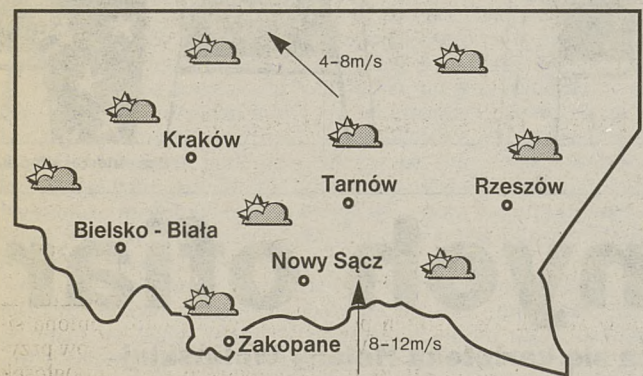 4-8m/s
Kraków
Tarnów
Rzeszów
Bielsko - Biała
Nowy Sącz
Zakopane
8-12m/s